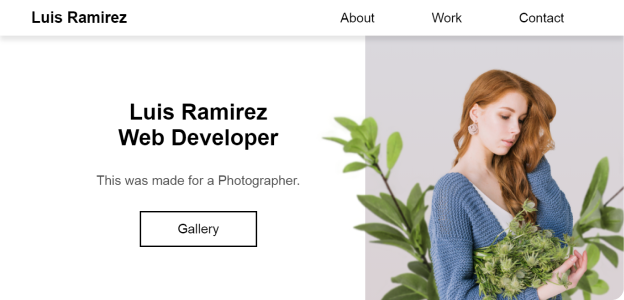 Luis Ramirez About Work Contact
Luis Ramirez
Web Developer
This was made for a Photographer.
Gallery